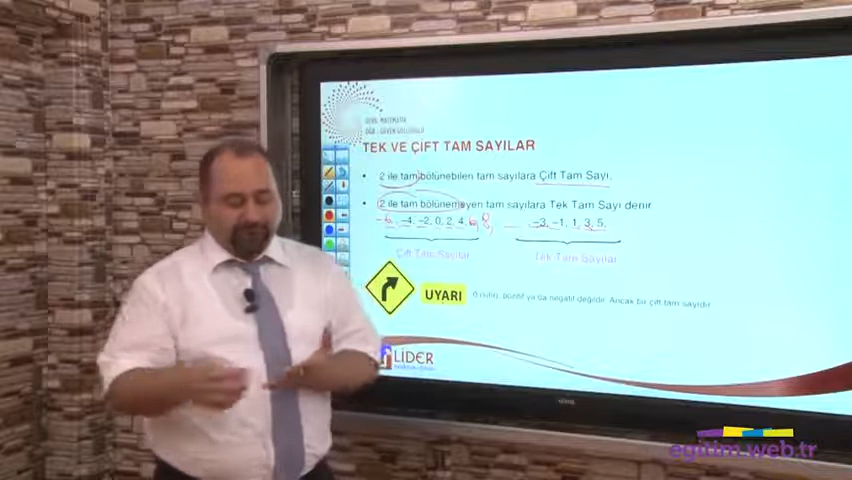 GENEL MATEMATİK
TEK VE ÇİFT TAM SAYILAR
• 2 ile tam bölünebilen tam sayılara Çift Tam Sayı.
• 2 ile tam bölünemeyen tam sayılara Tek Tam Sayı denir.
-6, -4, -2, 0, 2, 4, 6, 8, ... -3, -1, 1, 3, 5,
Çift Tam Sayılar Tek Tam Sayılar
UYARI 0 (sıfır), pozitif ya da negatif değildir. Ancak bir çift tam sayıdır.
LİDER
egitim.web.tr